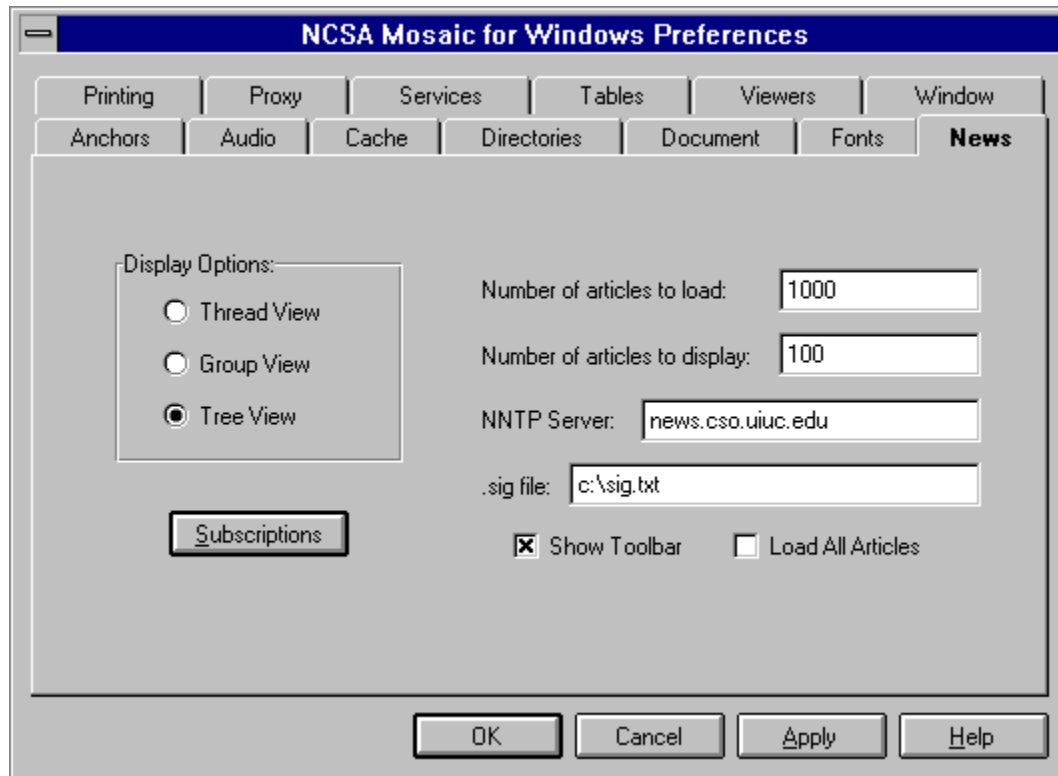 NCSA Mosaic for Windows Preferences
Printing Proxy Services Tables Viewers Window
Anchors Audio Cache Directories Document Fonts News
Display Options:
Thread View
Group View
Tree View
Subscriptions
Number of articles to load: 1000
Number of articles to display: 100
NNTP Server: news.cso.uiuc.edu
.sig file: c:\sig.txt
Show Toolbar Load All Articles
OK Cancel Apply Help